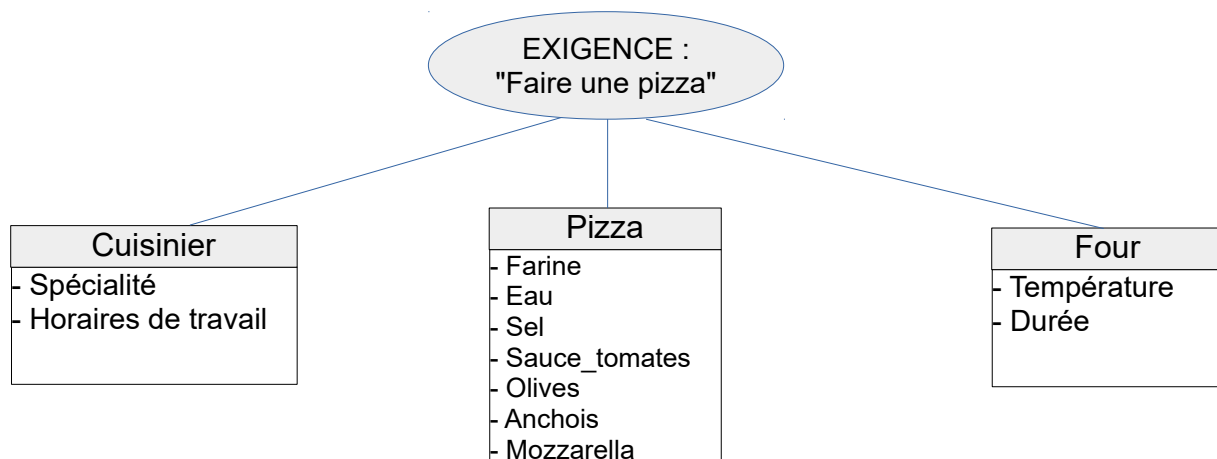 EXIGENCE :
"Faire une pizza"
Cuisinier
- Spécialité
- Horaires de travail
Pizza
- Farine
- Eau
- Sel
- Sauce_tomates
- Olives
- Anchois
- Mozzarella
Four
- Température
- Durée